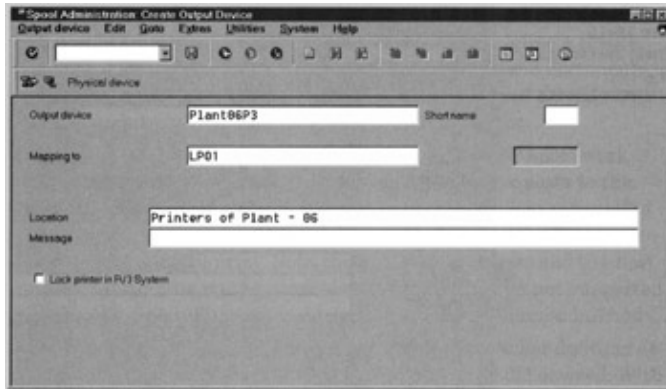 Spool Administration: Create Output Device
Output device Edit Goto Extras Utilities System Help
Physical device
Output device Plant06P3 Short name
Mapping to LP01
Location Printers of Plant - 06
Message
Lock printer in R/3 System